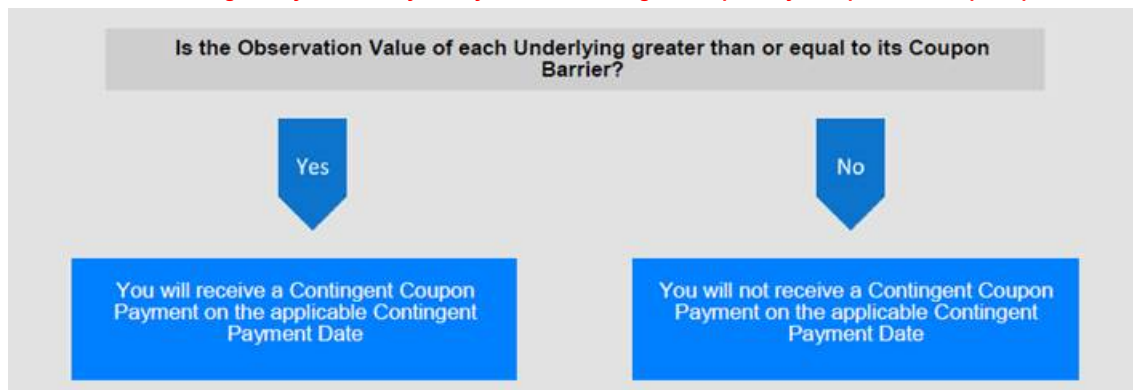 Is the Observation Value of each Underlying greater than or equal to its Coupon
Barrier?
Yes
No
You will receive a Contingent Coupon
Payment on the applicable Contingent
Payment Date
You will not receive a Contingent Coupon
Payment on the applicable Contingent
Payment Date